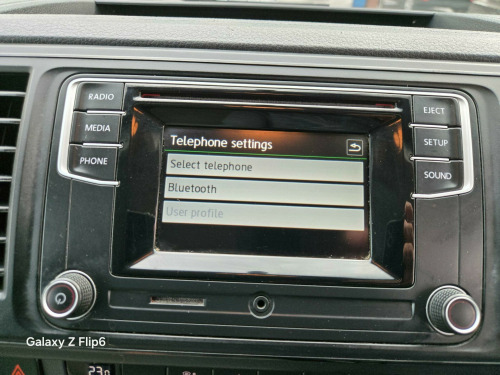 RADIO
MEDIA
PHONE
Telephone settings
Select telephone
Bluetooth
User profile
EJECT
SETUP
SOUND
Galaxy Z Flip6